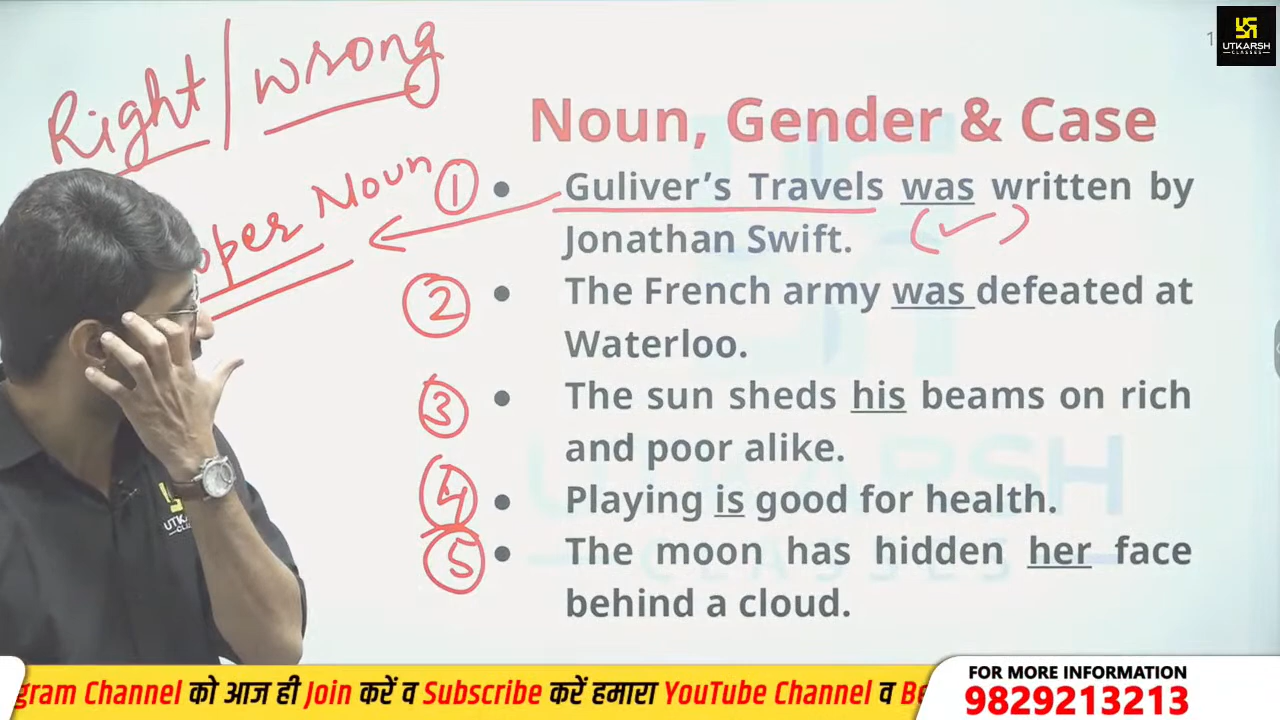 Right/wrong
UTKARSH
CLASSES
Noun, Gender & Case
Noun
① • Guliver's Travels was written by
Jonathan Swift.
② • The French army was defeated at
Waterloo.
③ • The sun sheds his beams on rich
and poor alike.
④ • Playing is good for health.
⑤ • The moon has hidden her face
behind a cloud.
gram Channel को आज ही Join करें व Subscribe करें हमारा YouTube Channel व Be
FOR MORE INFORMATION
9829213213